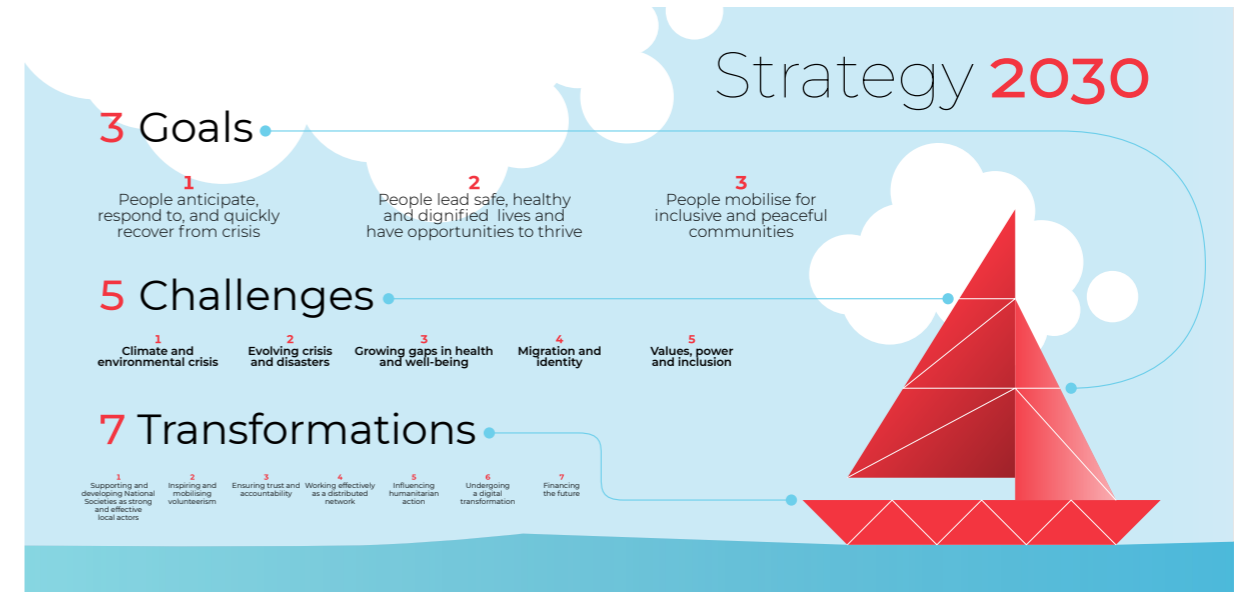 Strategy 2030
3 Goals
1
People anticipate,
respond to, and quickly
recover from crisis
2
People lead safe, healthy
and dignified lives and
have opportunities to thrive
3
People mobilise for
inclusive and peaceful
communities
5 Challenges
1
Climate and
environmental crisis
2
Evolving crisis
and disasters
3
Growing gaps in health
and well-being
4
Migration and
identity
5
Values, power
and inclusion
7 Transformations
1
Supporting and
developing National
Societies as strong
and effective
local actors
2
Inspiring and
mobilising
volunteerism
3
Ensuring trust and
accountability
4
Working effectively
as a distributed
network
5
Influencing
humanitarian
action
6
Undergoing
a digital
transformation
7
Financing
the future